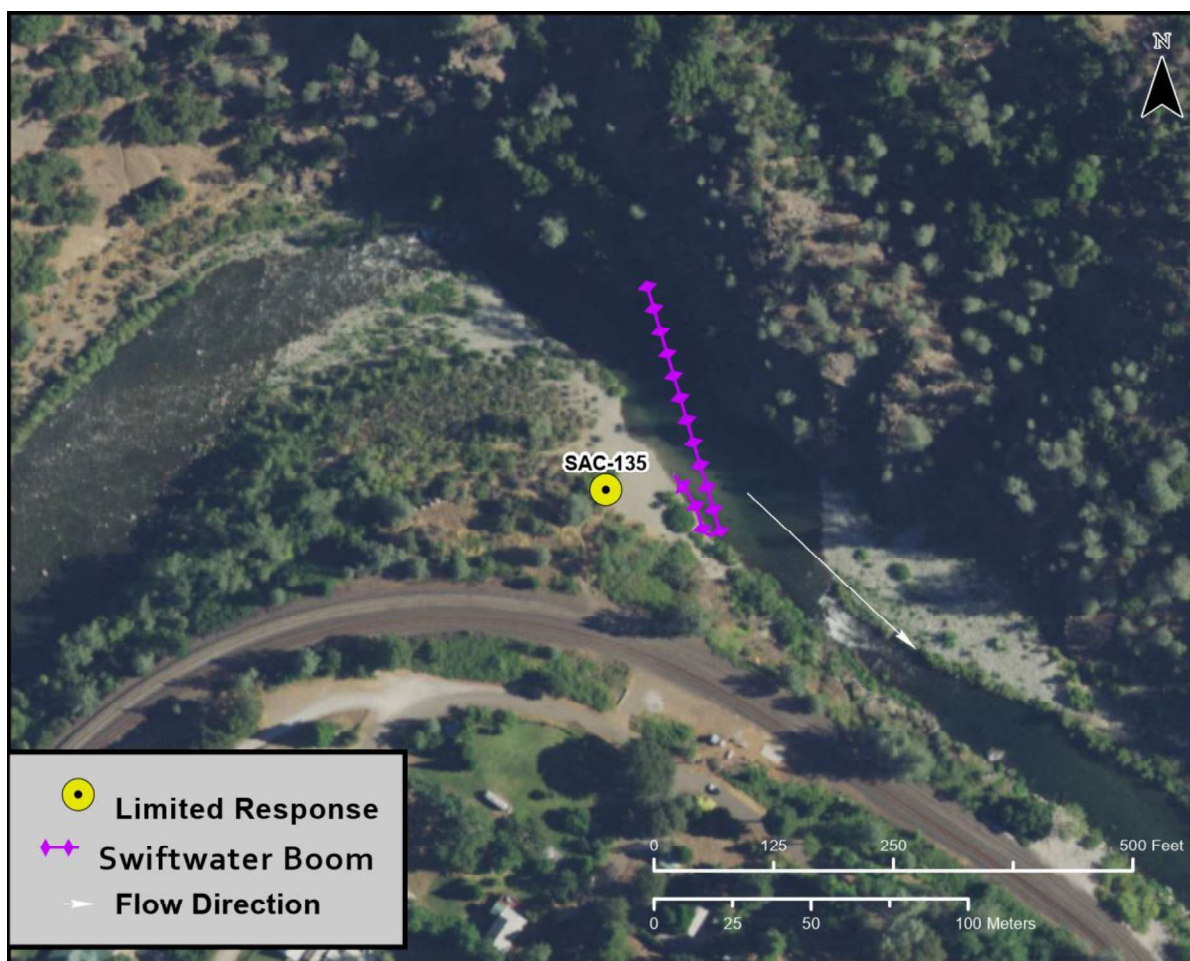 N
SAC-135
Limited Response
Swiftwater Boom
Flow Direction
0 125 250 500 Feet
0 25 50 100 Meters